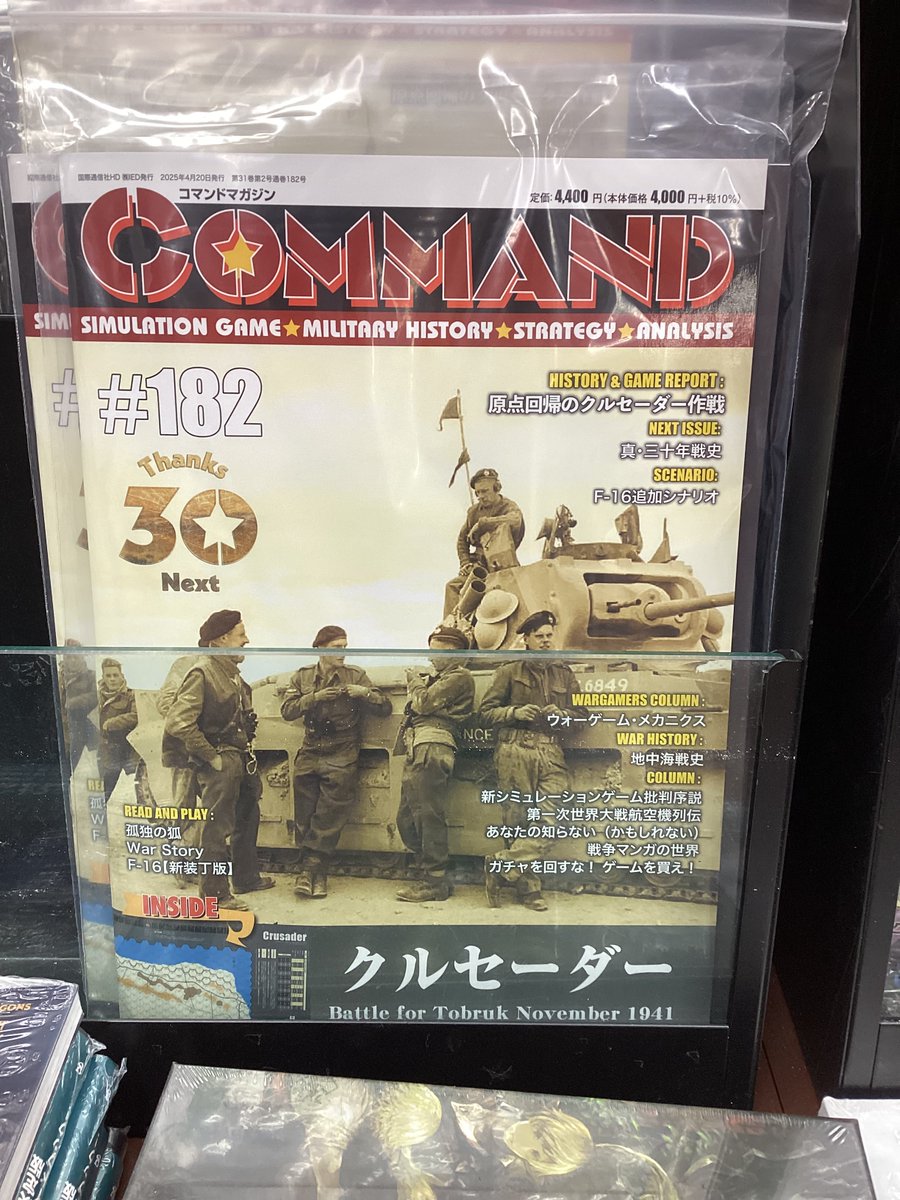 国際通信社HD ㈱IED発行 2025年4月20日発行 第31巻第2号通巻182号
コマンドマガジン
定価: 4,400 円(本体価格 4,000 円+税10%)
COMMAND
SIMULATION GAME★MILITARY HISTORY★STRATEGY★ANALYSIS
#182
Thanks
30
Next
HISTORY & GAME REPORT :
原点回帰のクルセーダー作戦
NEXT ISSUE:
真・三十年戦史
SCENARIO:
F-16追加シナリオ
6849
WARGAMERS COLUMN :
ウォーゲーム・メカニクス
WAR HISTORY :
地中海戦史
COLUMN :
新シミュレーションゲーム批判序説
第一次世界大戦航空機列伝
あなたの知らない(かもしれない)
戦争マンガの世界
ガチャを回すな! ゲームを買え!
READ AND PLAY :
孤独の狐
War Story
F-16【新装丁版】
INSIDE
Crusader
クルセーダー
Battle for Tobruk November 1941